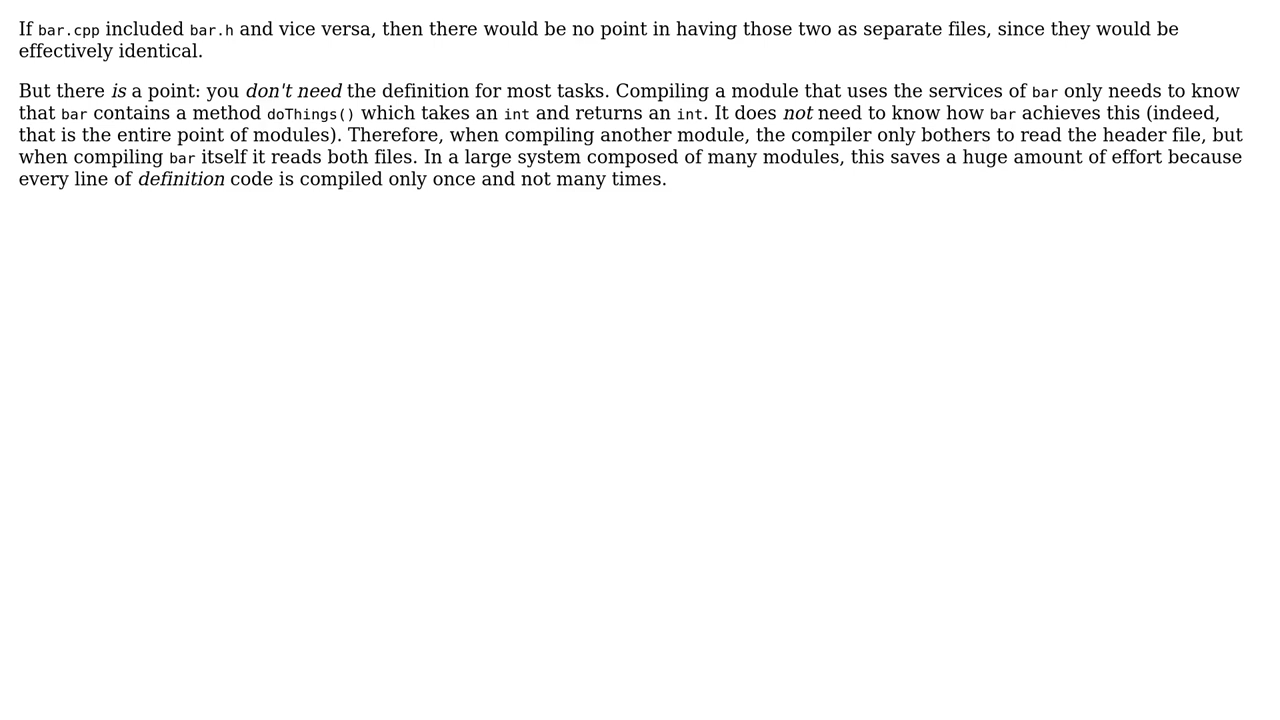 If bar.cpp included bar.h and vice versa, then there would be no point in having those two as separate files, since they would be
effectively identical.
But there is a point: you don't need the definition for most tasks. Compiling a module that uses the services of bar only needs to know
that bar contains a method doThings() which takes an int and returns an int. It does not need to know how bar achieves this (indeed,
that is the entire point of modules). Therefore, when compiling another module, the compiler only bothers to read the header file, but
when compiling bar itself it reads both files. In a large system composed of many modules, this saves a huge amount of effort because
every line of definition code is compiled only once and not many times.